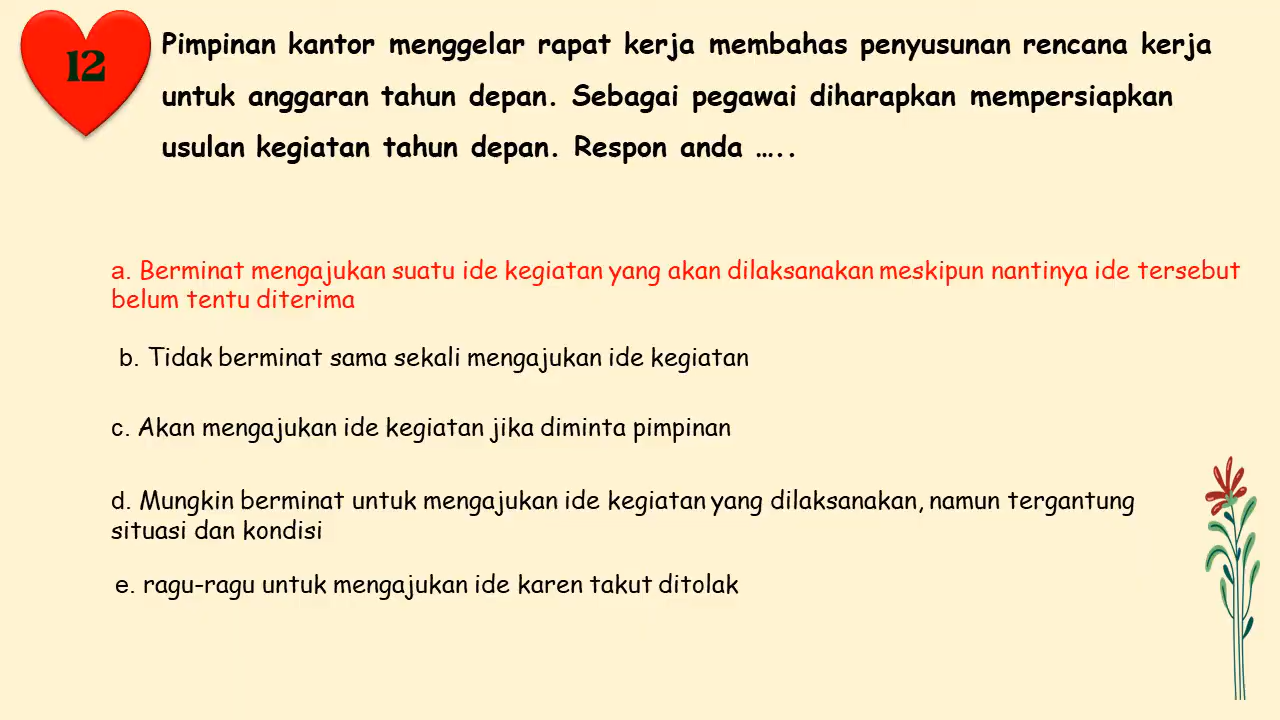 12
Pimpinan kantor menggelar rapat kerja membahas penyusunan rencana kerja
untuk anggaran tahun depan. Sebagai pegawai diharapkan mempersiapkan
usulan kegiatan tahun depan. Respon anda .....
a. Berminat mengajukan suatu ide kegiatan yang akan dilaksanakan meskipun nantinya ide tersebut
belum tentu diterima
b. Tidak berminat sama sekali mengajukan ide kegiatan
c. Akan mengajukan ide kegiatan jika diminta pimpinan
d. Mungkin berminat untuk mengajukan ide kegiatan yang dilaksanakan, namun tergantung
situasi dan kondisi
e. ragu-ragu untuk mengajukan ide karen takut ditolak